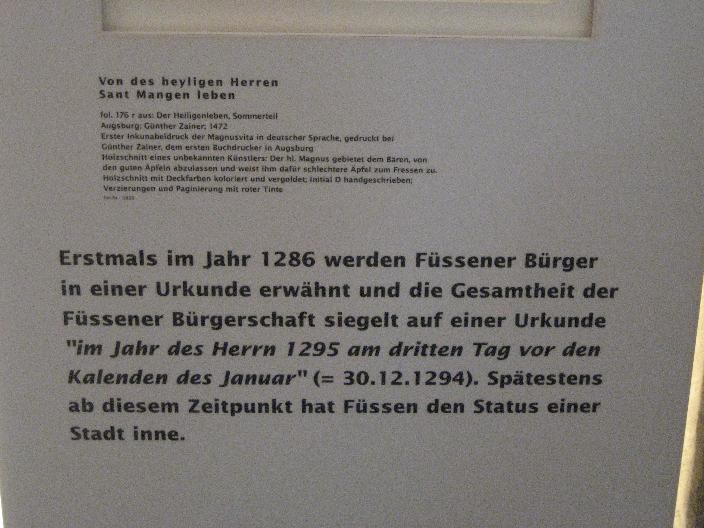 Von des heyligen Herren
Sant Mangen leben
fol. 176 r aus: Der Heiligenleben, Sommerteil
Augsburg: Günther Zainer, 1472
Erster Inkunabeldruck der Magnusvita in deutscher Sprache, gedruckt bei
Günther Zainer, dem ersten Buchdrucker in Augsburg
Holzschnitt eines unbekannten Künstlers: Der hl. Magnus gebietet dem Bären, von
den guten Äpfeln abzulassen und weist ihm dafür schlechtere Äpfel zum Fressen zu.
Holzschnitt mit Deckfarben koloriert und vergoldet; Initial D handgeschrieben;
Verzierungen und Paginierung mit roter Tinte
Erstmals im Jahr 1286 werden Füssener Bürger
in einer Urkunde erwähnt und die Gesamtheit der
Füssener Bürgerschaft siegelt auf einer Urkunde
"im Jahr des Herrn 1295 am dritten Tag vor den
Kalenden des Januar" (= 30.12.1294). Spätestens
ab diesem Zeitpunkt hat Füssen den Status einer
Stadt inne.